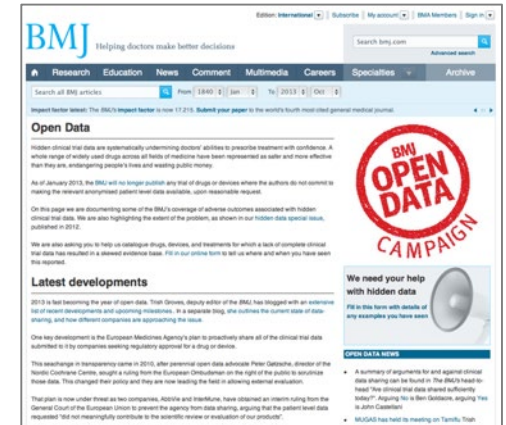 Edition: International | Subscribe | My account | BMA Members | Sign in
BMJ Helping doctors make better decisions
Search bmj.com
Advanced search
Research Education News Comment Multimedia Careers Specialties Archive
Search all BMJ articles From 1840 Jan To 2013 Oct
Impact factor latest: The BMJ's impact factor is now 17.215. Submit your paper to the world's fourth most cited general medical journal.
Open Data
Hidden clinical trial data are systematically undermining doctors' abilities to prescribe treatment with confidence. A
whole range of widely used drugs across all fields of medicine have been represented as safer and more effective
than they are, endangering people's lives and wasting public money.
As of January 2013, the BMJ will no longer publish any trial of drugs or devices where the authors do not commit to
making the relevant anonymised patient level data available, upon reasonable request.
On this page we are documenting some of the BMJ's coverage of adverse outcomes associated with hidden
clinical trial data. We are also highlighting the extent of the problem, as shown in our hidden data special issue,
published in 2012.
We are also asking you to help us catalogue drugs, devices, and treatments for which a lack of complete clinical
trial data has resulted in a skewed evidence base. Fill in our online form to tell us where and when you have seen
this reported.
BMJ
OPEN
DATA
CAMPAIGN
Latest developments
2013 is fast becoming the year of open data. Trish Groves, deputy editor of the BMJ, has blogged with an extensive
list of recent developments and upcoming milestones. In a separate blog, she outlines the current state of data-
sharing, and how different companies are approaching the issue.
One key development is the European Medicines Agency's plan to proactively share all of the clinical trial data
submitted to it by companies seeking regulatory approval for a drug or device.
This seachange in transparency came in 2010, after perennial open data advocate Peter Gøtzsche, director of the
Nordic Cochrane Centre, sought a ruling from the European Ombudsman on the right of the public to scrutinize
those data. This changed their policy and they are now leading the field in allowing external evaluation.
That plan is now under threat as two companies, AbbVie and InterMune, have obtained an interim ruling from the
General Court of the European Union to prevent the agency from data sharing, arguing that the patient level data
requested "did not meaningfully contribute to the scientific review or evaluation of our products".
We need your help
with hidden data
Fill in this form with details of
any examples you have seen
OPEN DATA NEWS
A summary of arguments for and against clinical
data sharing can be found in The BMJ's head-to-
head "Are clinical trial data shared sufficiently
today?". Arguing No is Ben Goldacre, arguing Yes
is John Castellani
MUGAS has held its meeting on Tamiflu Trish